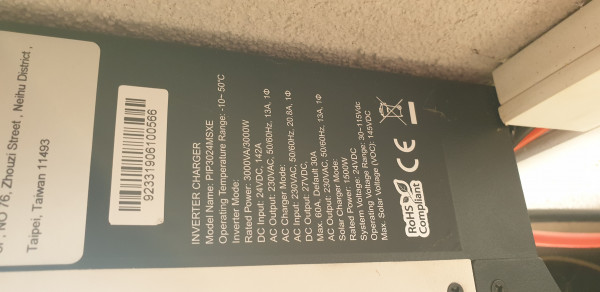 or , NO 76, Zhouzi Street , Neihu District ,
Taipei, Taiwan 11493
92331906100566
INVERTER CHARGER
Model Name: PIP3024MSXE
Operating Temperature Range: -10~ 50°C
Inverter Mode:
Rated Power: 3000VA/3000W
DC Input: 24VDC, 142A
AC Output: 230VAC, 50/60Hz, 13A, 1Φ
AC Charger Mode:
AC Input: 230VAC, 50/60Hz, 20.8A, 1Φ
DC Output: 27VDC,
Max. 60A, Default 30A
AC Output: 230VAC, 50/60Hz, 13A, 1Φ
Solar Charger Mode:
Rated Power: 1500W
System Voltage: 24VDC
Operating Voltage Range: 30~115Vdc
Max. Solar Voltage (VOC): 145VDC
RoHS
Compliant
CE